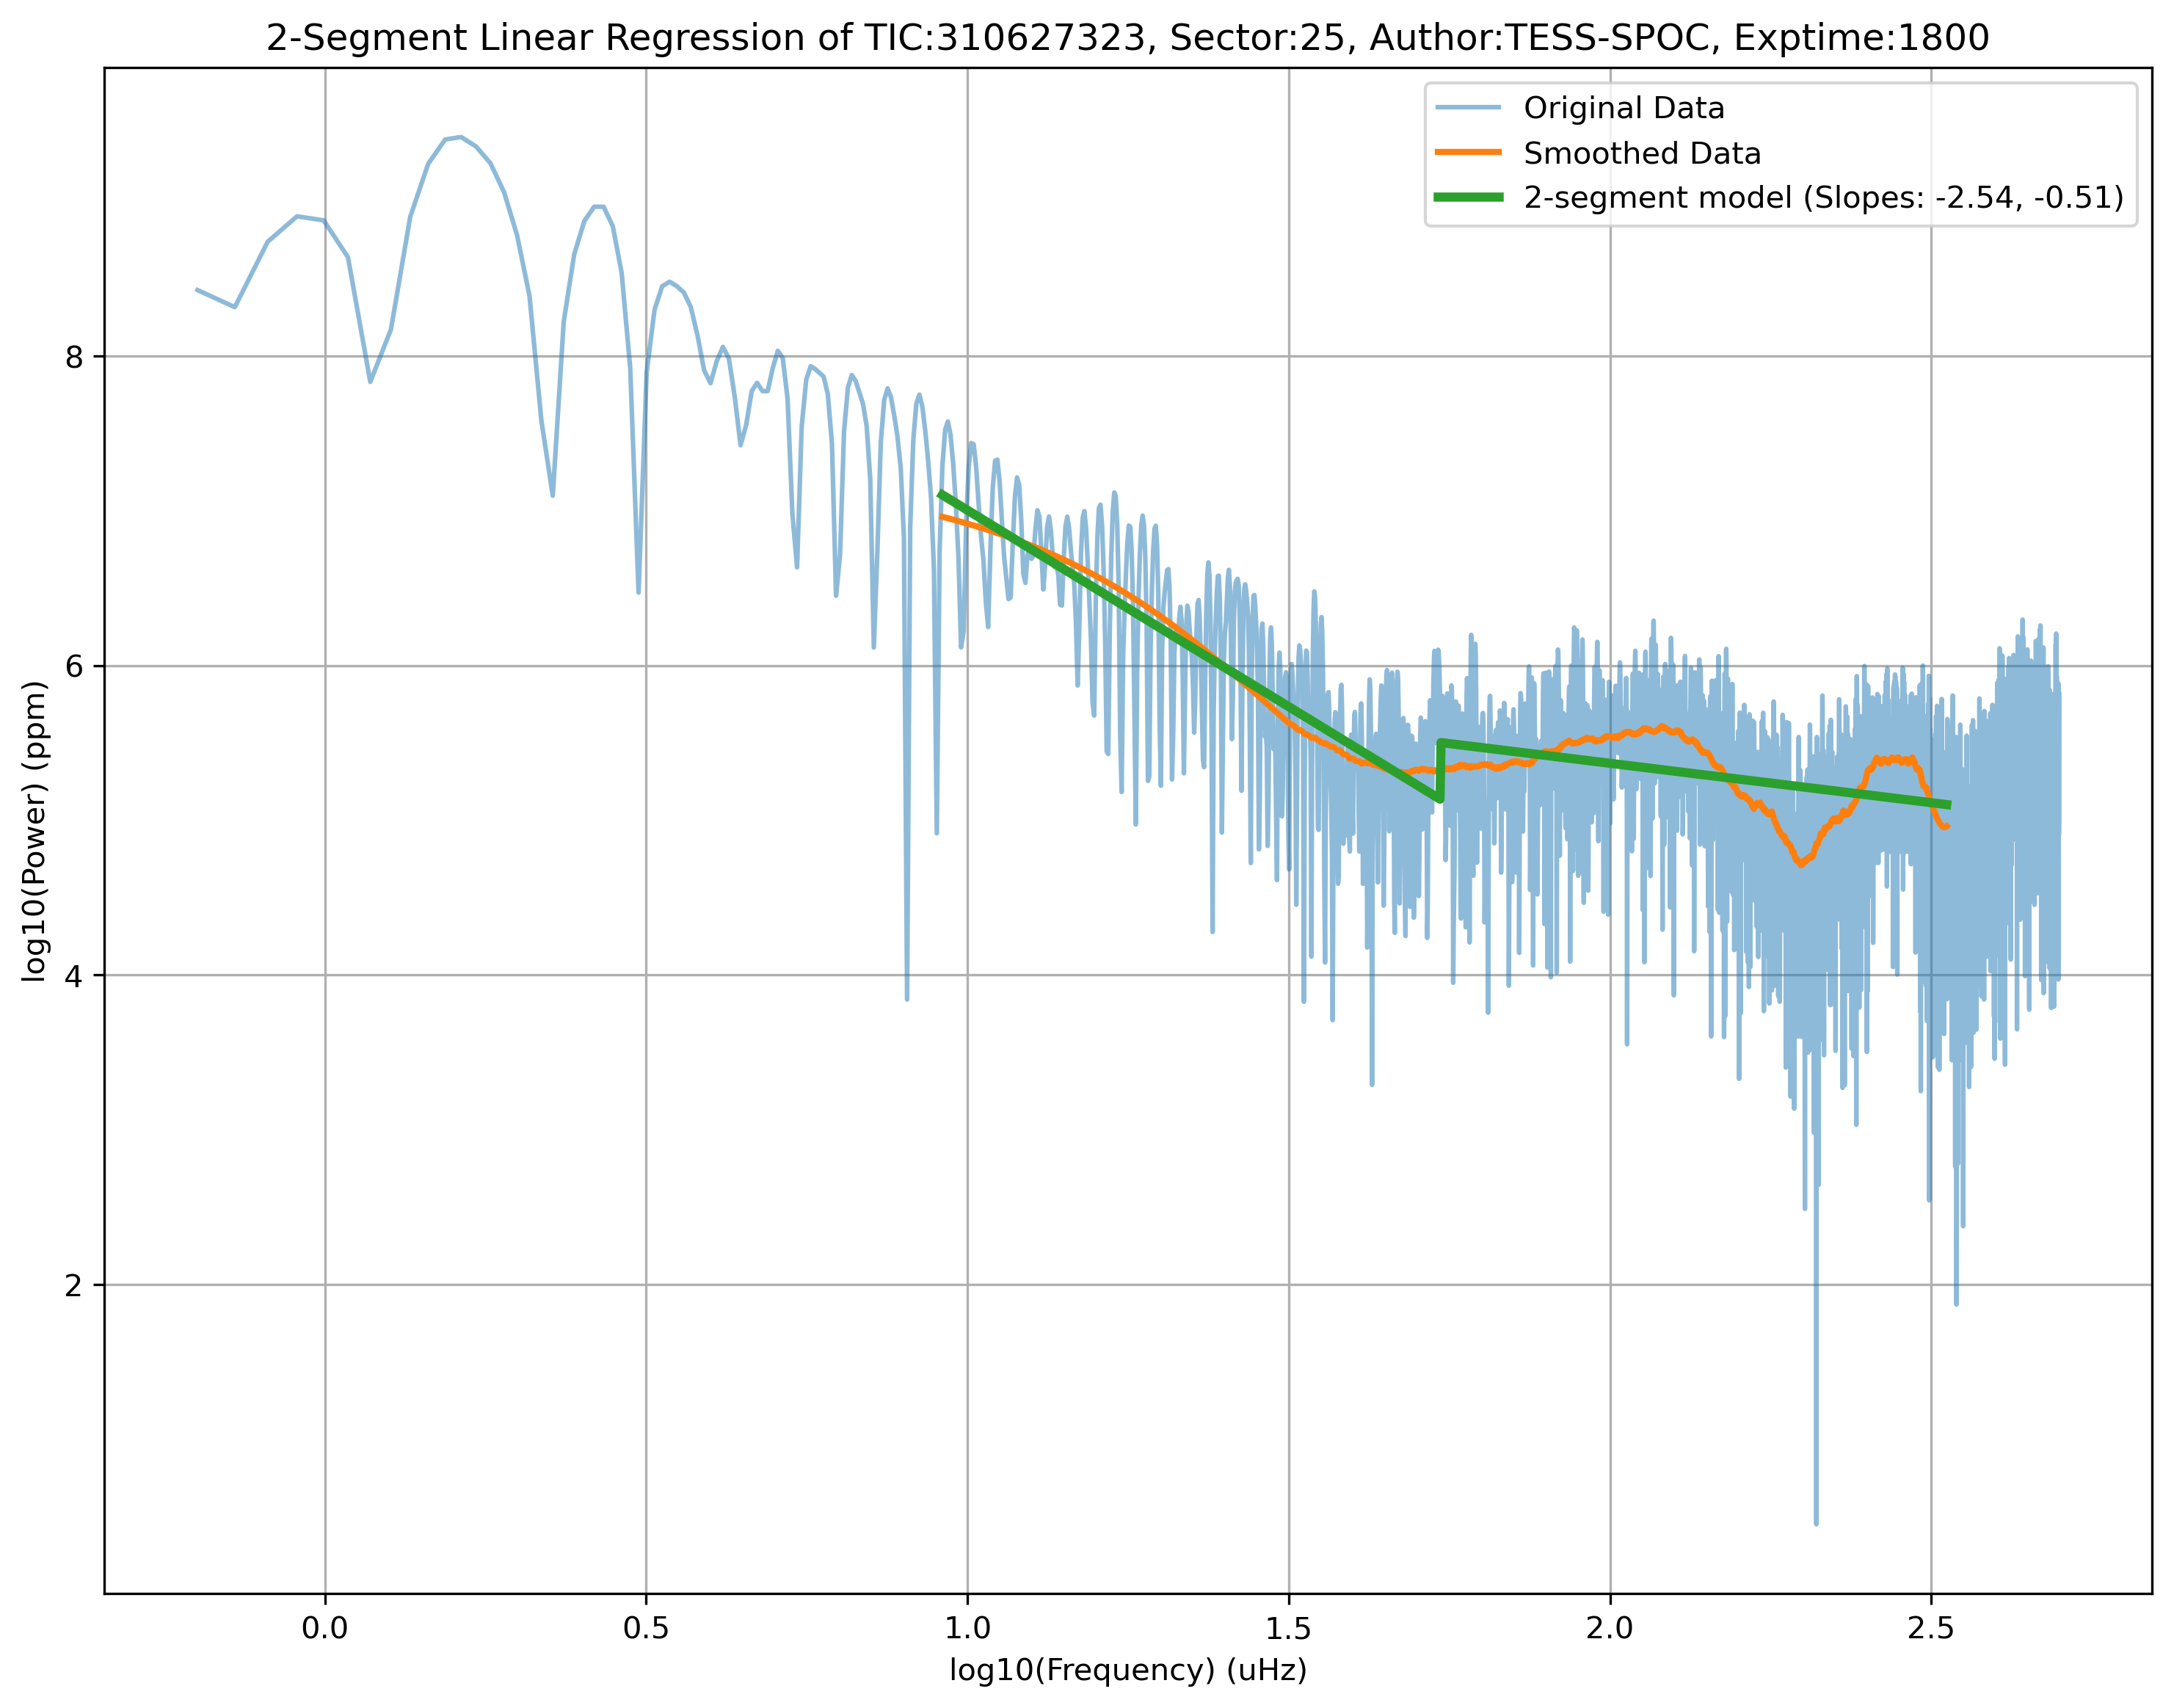 2-Segment Linear Regression of TIC:310627323, Sector:25, Author:TESS-SPOC, Exptime:1800
Original Data
Smoothed Data
2-segment model (Slopes: -2.54, -0.51)
log10(Power) (ppm)
8
6
4
2
0.0 0.5 1.0 1.5 2.0 2.5
log10(Frequency) (uHz)